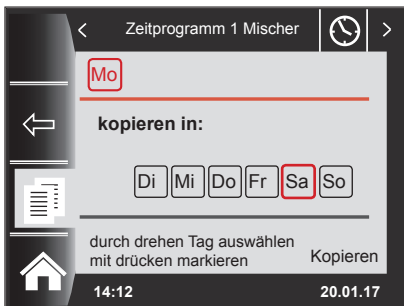 < Zeitprogramm 1 Mischer >
Mo
kopieren in:
Di Mi Do Fr Sa So
durch drehen Tag auswählen
mit drücken markieren Kopieren
14:12 20.01.17